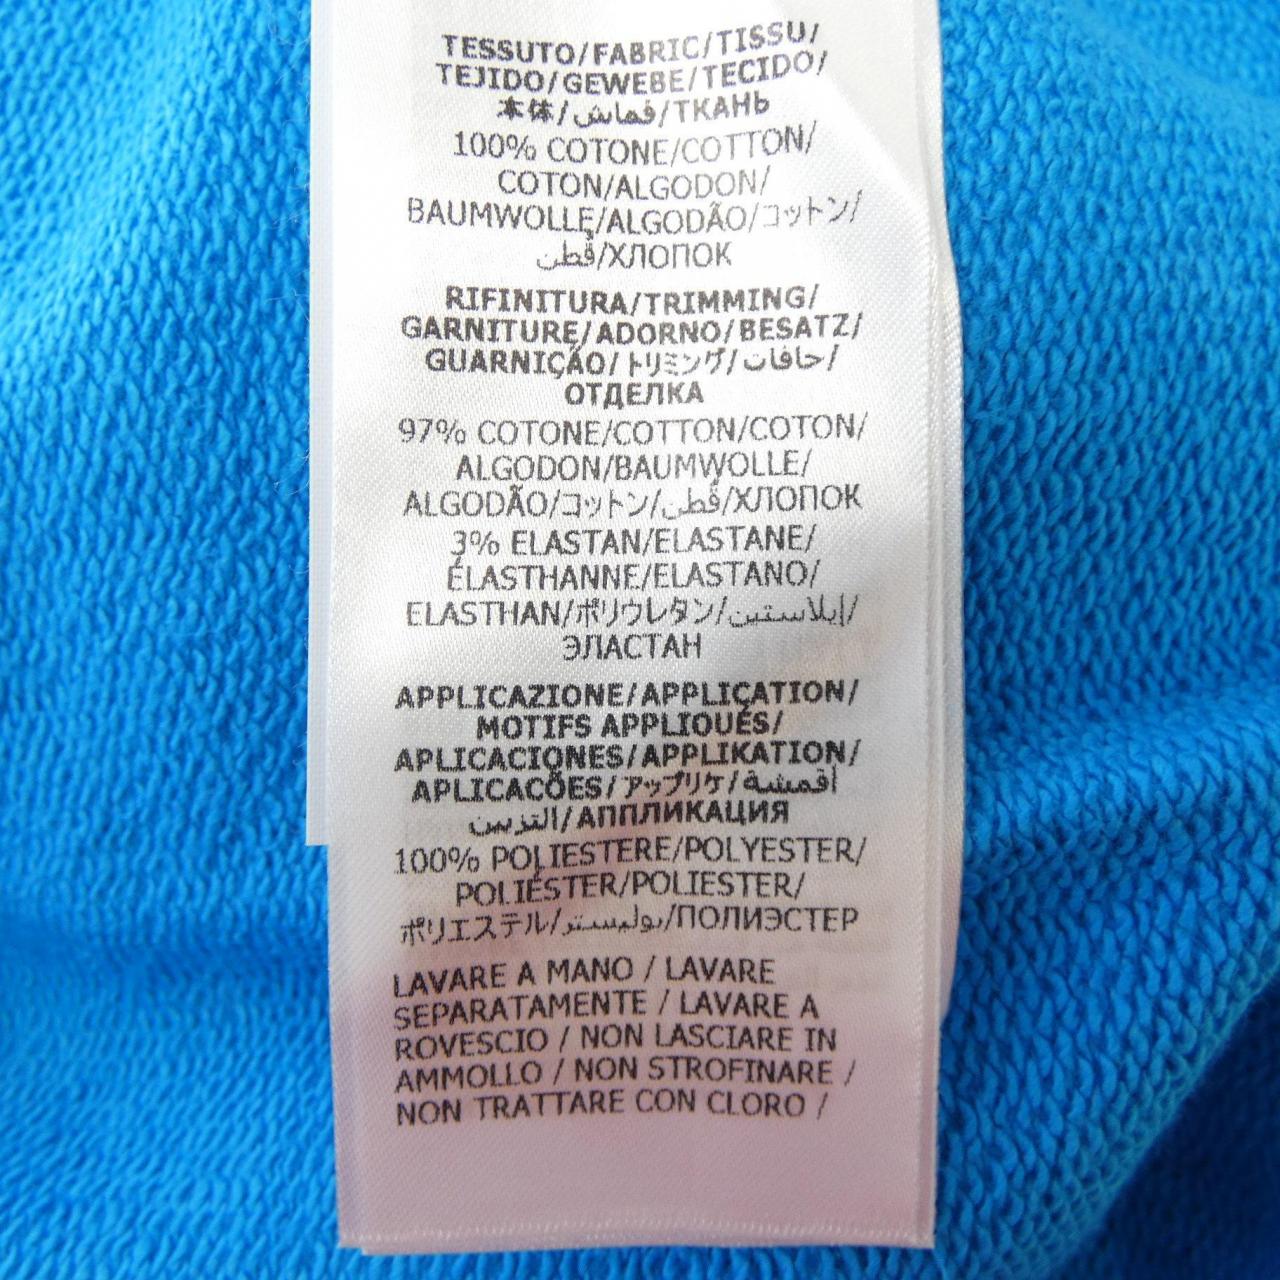 TESSUTO/FABRIC/TISSU/
TEJIDO/GEWEBE/TECIDO/
本体/قماش/ТКАНЬ
100% COTONE/COTTON/
COTON/ALGODON/
BAUMWOLLE/ALGODÃO/コットン/
قطن/ХЛОПОК
RIFINITURA/TRIMMING/
GARNITURE/ADORNO/BESATZ/
GUARNIÇÃO/トリミング/حافات/
ОТДЕЛКА
97% COTONE/COTTON/COTON/
ALGODON/BAUMWOLLE/
ALGODÃO/コットン/قطن/ХЛОПОК
3% ELASTAN/ELASTANE/
ÉLASTHANNE/ELASTANO/
ELASTHAN/ポリウレタン/إيلاستين/
ЭЛАСТАН
APPLICAZIONE/APPLICATION/
MOTIFS APPLIQUÉS/
APLICACIONES/APPLIKATION/
APLICACÕES/アップリケ/أقمشة
التزيين/АППЛИКАЦИЯ
100% POLIESTERE/POLYESTER/
POLIÉSTER/POLIESTER/
ポリエステル/بوليستر/ПОЛИЭСТЕР
LAVARE A MANO / LAVARE
SEPARATAMENTE / LAVARE A
ROVESCIO / NON LASCIARE IN
AMMOLLO / NON STROFINARE /
NON TRATTARE CON CLORO /